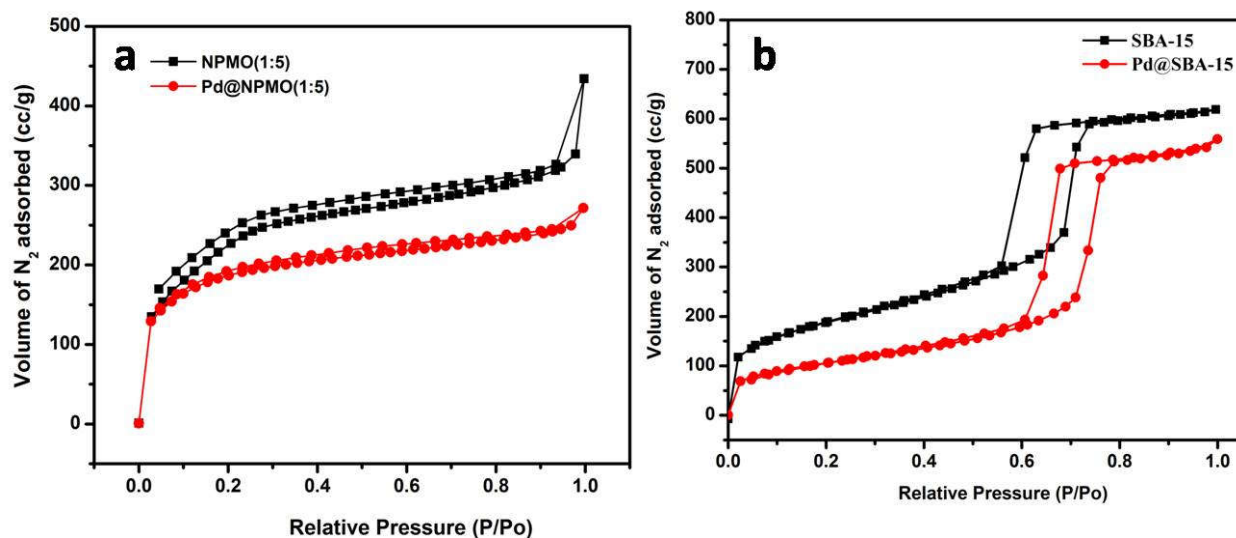 a
NPMO(1:5)
Pd@NPMO(1:5)
Volume of N2 adsorbed (cc/g)
500
400
300
200
100
0
0.0 0.2 0.4 0.6 0.8 1.0
Relative Pressure (P/Po)
b
SBA-15
Pd@SBA-15
Volume of N2 adsorbed (cc/g)
800
700
600
500
400
300
200
100
0
0.0 0.2 0.4 0.6 0.8 1.0
Relative Pressure (P/Po)